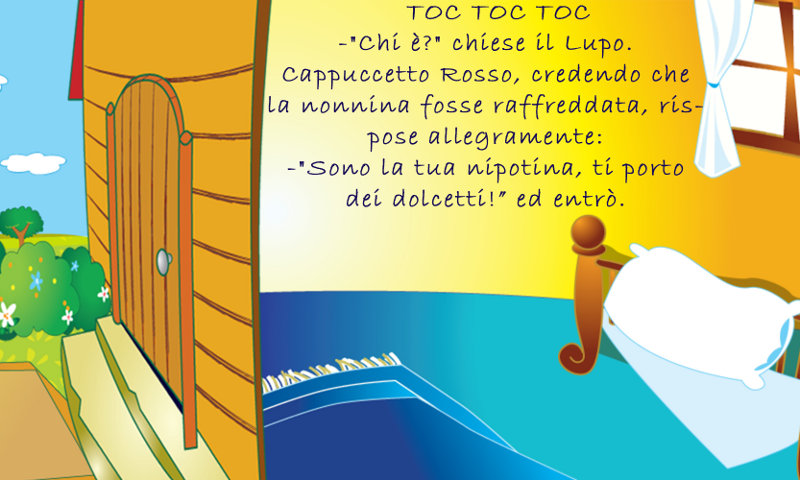 TOC TOC TOC
-"Chi è?" chiese il Lupo.
Cappuccetto Rosso, credendo che
la nonnina fosse raffreddata, ris-
pose allegramente:
-"Sono la tua nipotina, ti porto
dei dolcetti!” ed entrò.